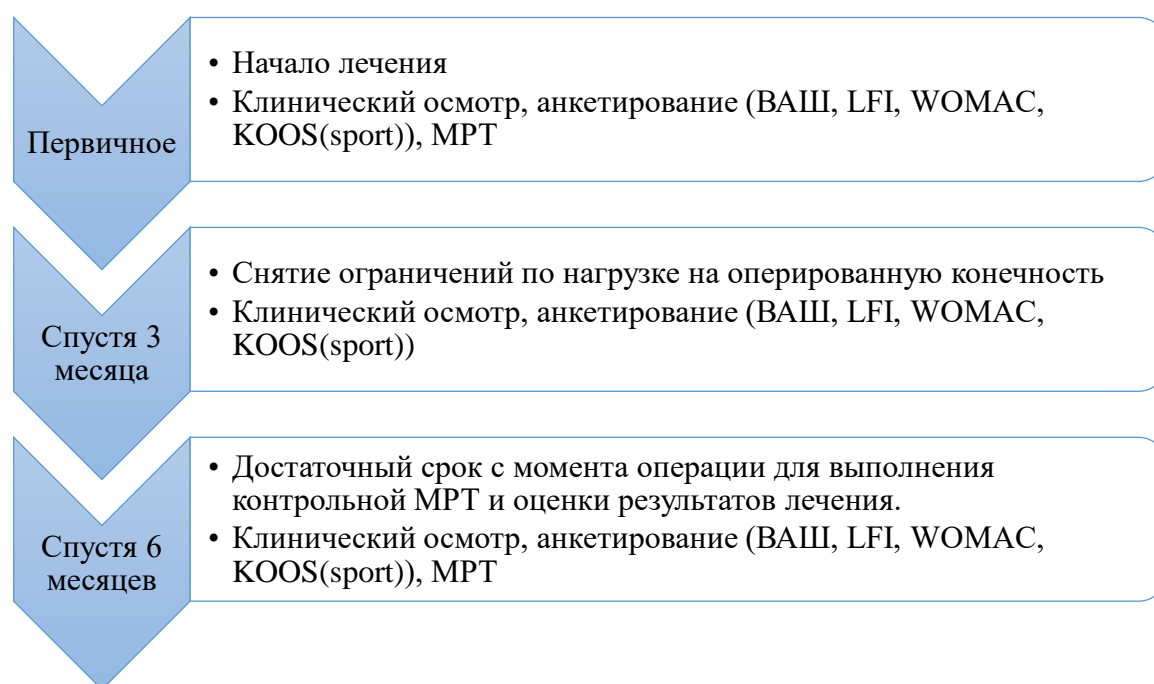 Первичное
• Начало лечения
• Клинический осмотр, анкетирование (ВАШ, LFI, WOMAC,
KOOS(sport)), МРТ
Спустя 3
месяца
• Снятие ограничений по нагрузке на оперированную конечность
• Клинический осмотр, анкетирование (ВАШ, LFI, WOMAC,
KOOS(sport))
Спустя 6
месяцев
• Достаточный срок с момента операции для выполнения
контрольной МРТ и оценки результатов лечения.
• Клинический осмотр, анкетирование (ВАШ, LFI, WOMAC,
KOOS(sport)), МРТ